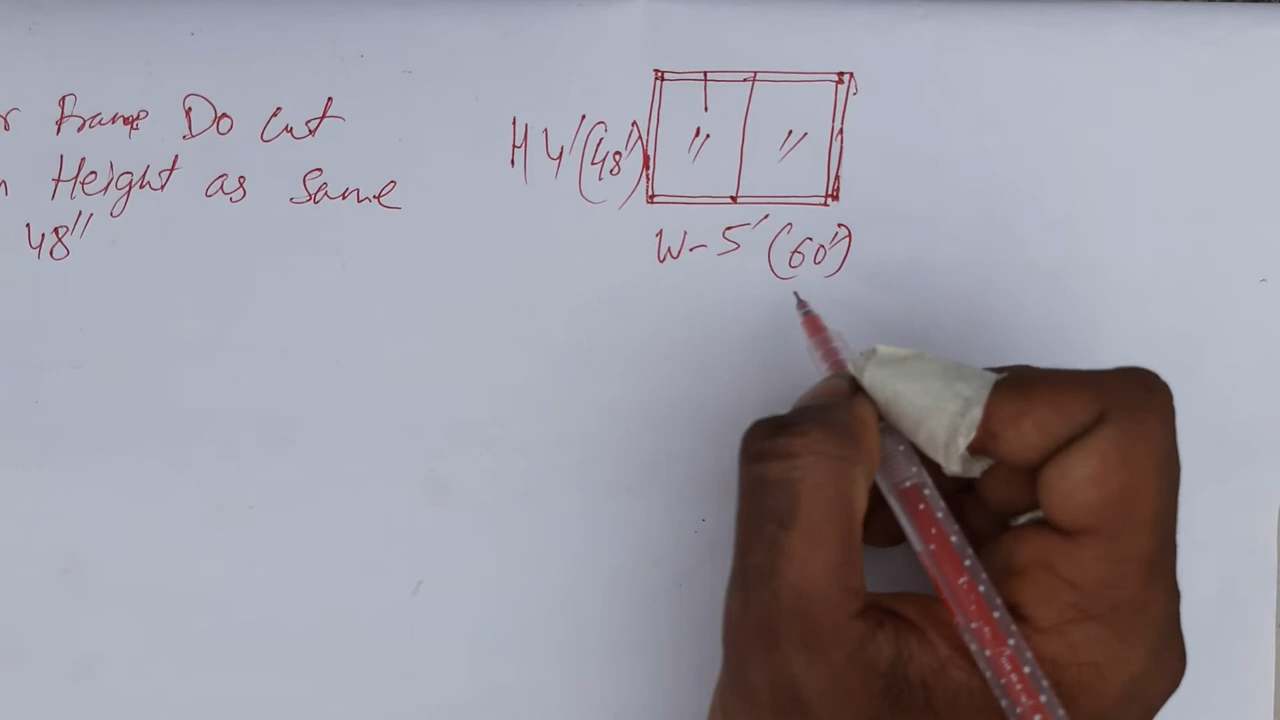 r Frame Do Cut
n Height as Same
48"
H 4'(48")
W- 5' (60")